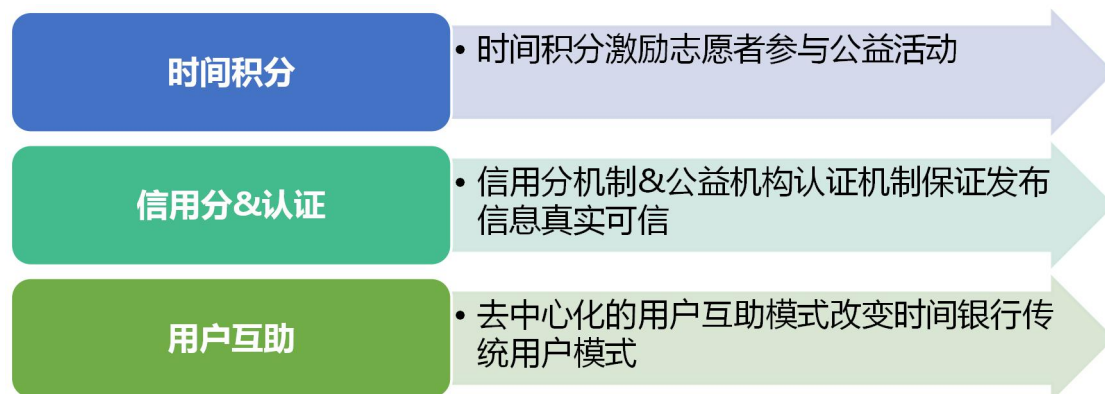 时间积分
• 时间积分激励志愿者参与公益活动
信用分&认证
• 信用分机制&公益机构认证机制保证发布
信息真实可信
用户互助
• 去中心化的用户互助模式改变时间银行传
统用户模式